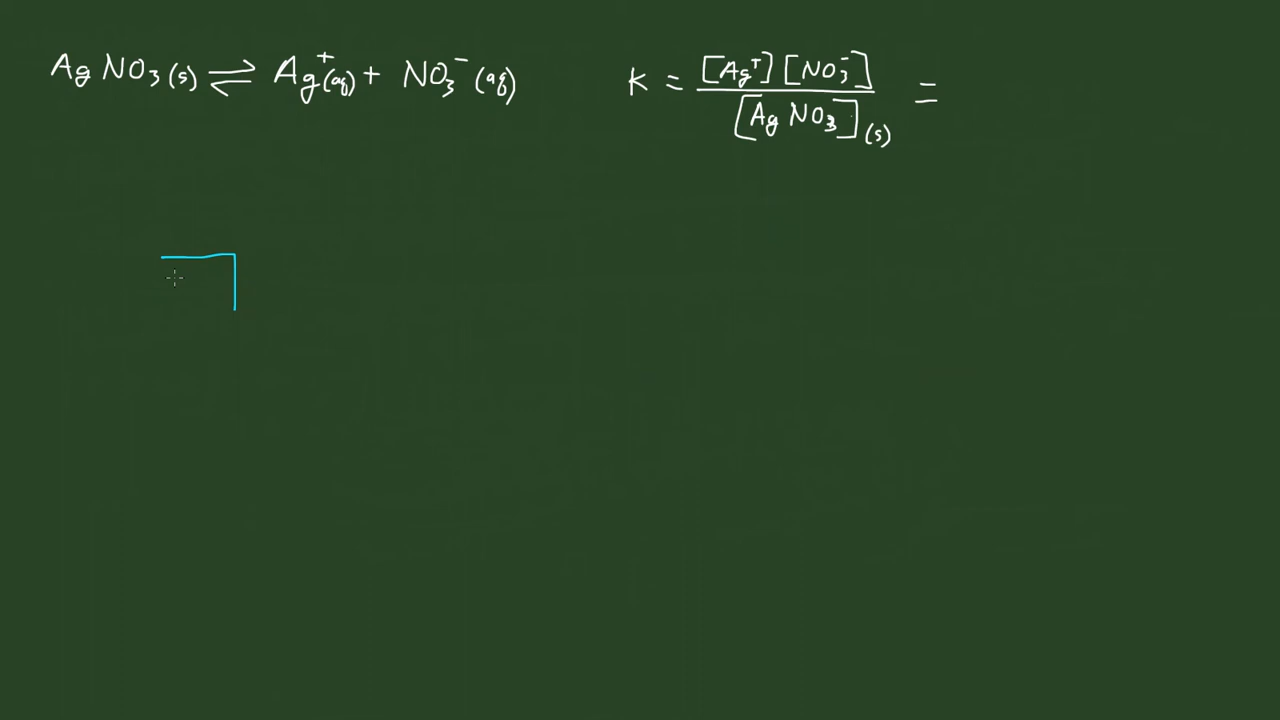 AgNO₃(s) ⇌ Ag⁺(aq) + NO₃⁻(aq)
K = [Ag⁺][NO₃⁻] / [AgNO₃](s) =